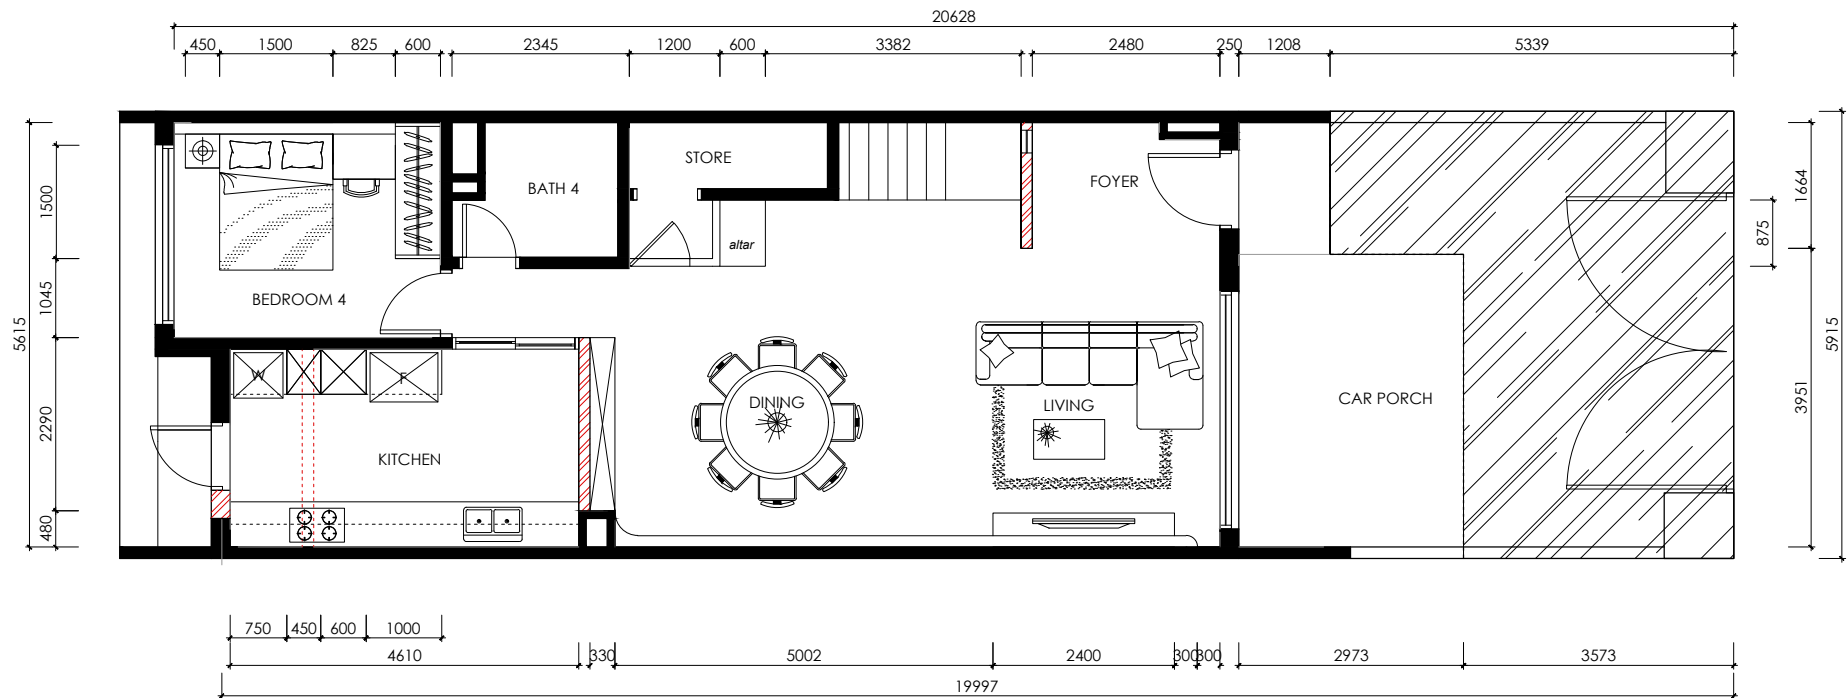 20628
450 1500 825 600 2345 1200 600 3382 2480 250 1208 5339
STORE
BATH 4
FOYER
altar
BEDROOM 4
W
F
DINING
LIVING
CAR PORCH
KITCHEN
5615
1500
1045
2290
480
1664
875
3951
5915
750 450 600 1000
4610 330 5002 2400 300 300 2973 3573
19997